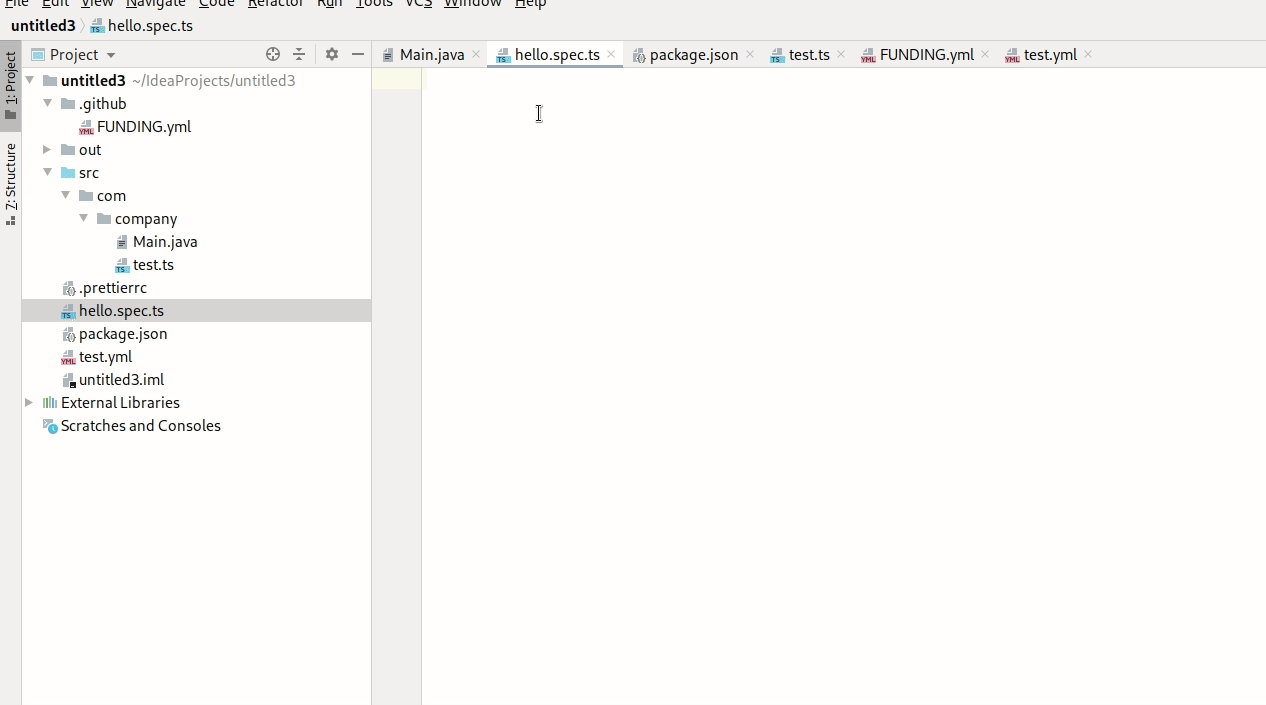 File Edit View Navigate Code Refactor Run Tools VCS Window Help
untitled3 hello.spec.ts
Project
Main.java hello.spec.ts package.json test.ts FUNDING.yml test.yml
1: Project
7: Structure
untitled3 ~/IdeaProjects/untitled3
.github
FUNDING.yml
out
src
com
company
Main.java
test.ts
.prettierrc
hello.spec.ts
package.json
test.yml
untitled3.iml
External Libraries
Scratches and Consoles